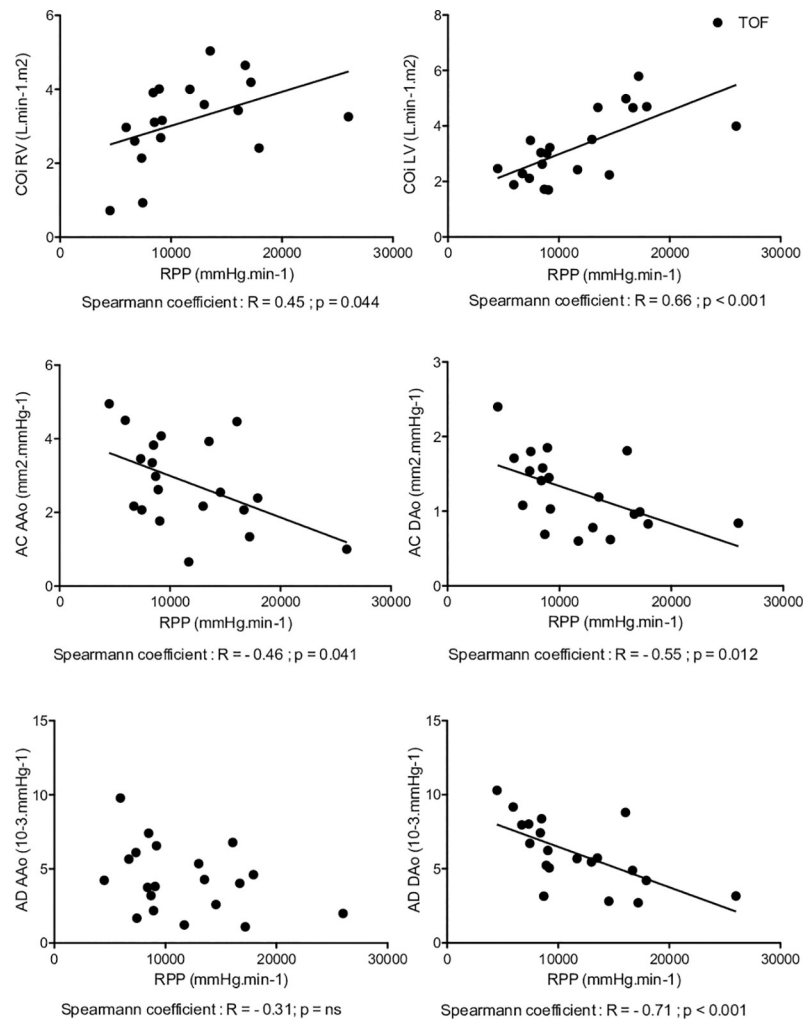 TOF
COi RV (L.min-1.m2)
6
4
2
0
0 10000 20000 30000
RPP (mmHg.min-1)
Spearmann coefficient : R = 0.45 ; p = 0.044
COi LV (L.min-1.m2)
8
6
4
2
0
0 10000 20000 30000
RPP (mmHg.min-1)
Spearmann coefficient : R = 0.66 ; p < 0.001
AC AAo (mm2.mmHg-1)
6
4
2
0
0 10000 20000 30000
RPP (mmHg.min-1)
Spearmann coefficient : R = - 0.46 ; p = 0.041
AC DAo (mm2.mmHg-1)
3
2
1
0
0 10000 20000 30000
RPP (mmHg.min-1)
Spearmann coefficient : R = - 0.55 ; p = 0.012
AD AAo (10-3.mmHg-1)
15
10
5
0
0 10000 20000 30000
RPP (mmHg.min-1)
Spearmann coefficient : R = - 0.31; p = ns
AD DAo (10-3.mmHg-1)
15
10
5
0
0 10000 20000 30000
RPP (mmHg.min-1)
Spearmann coefficient : R = - 0.71 ; p < 0.001